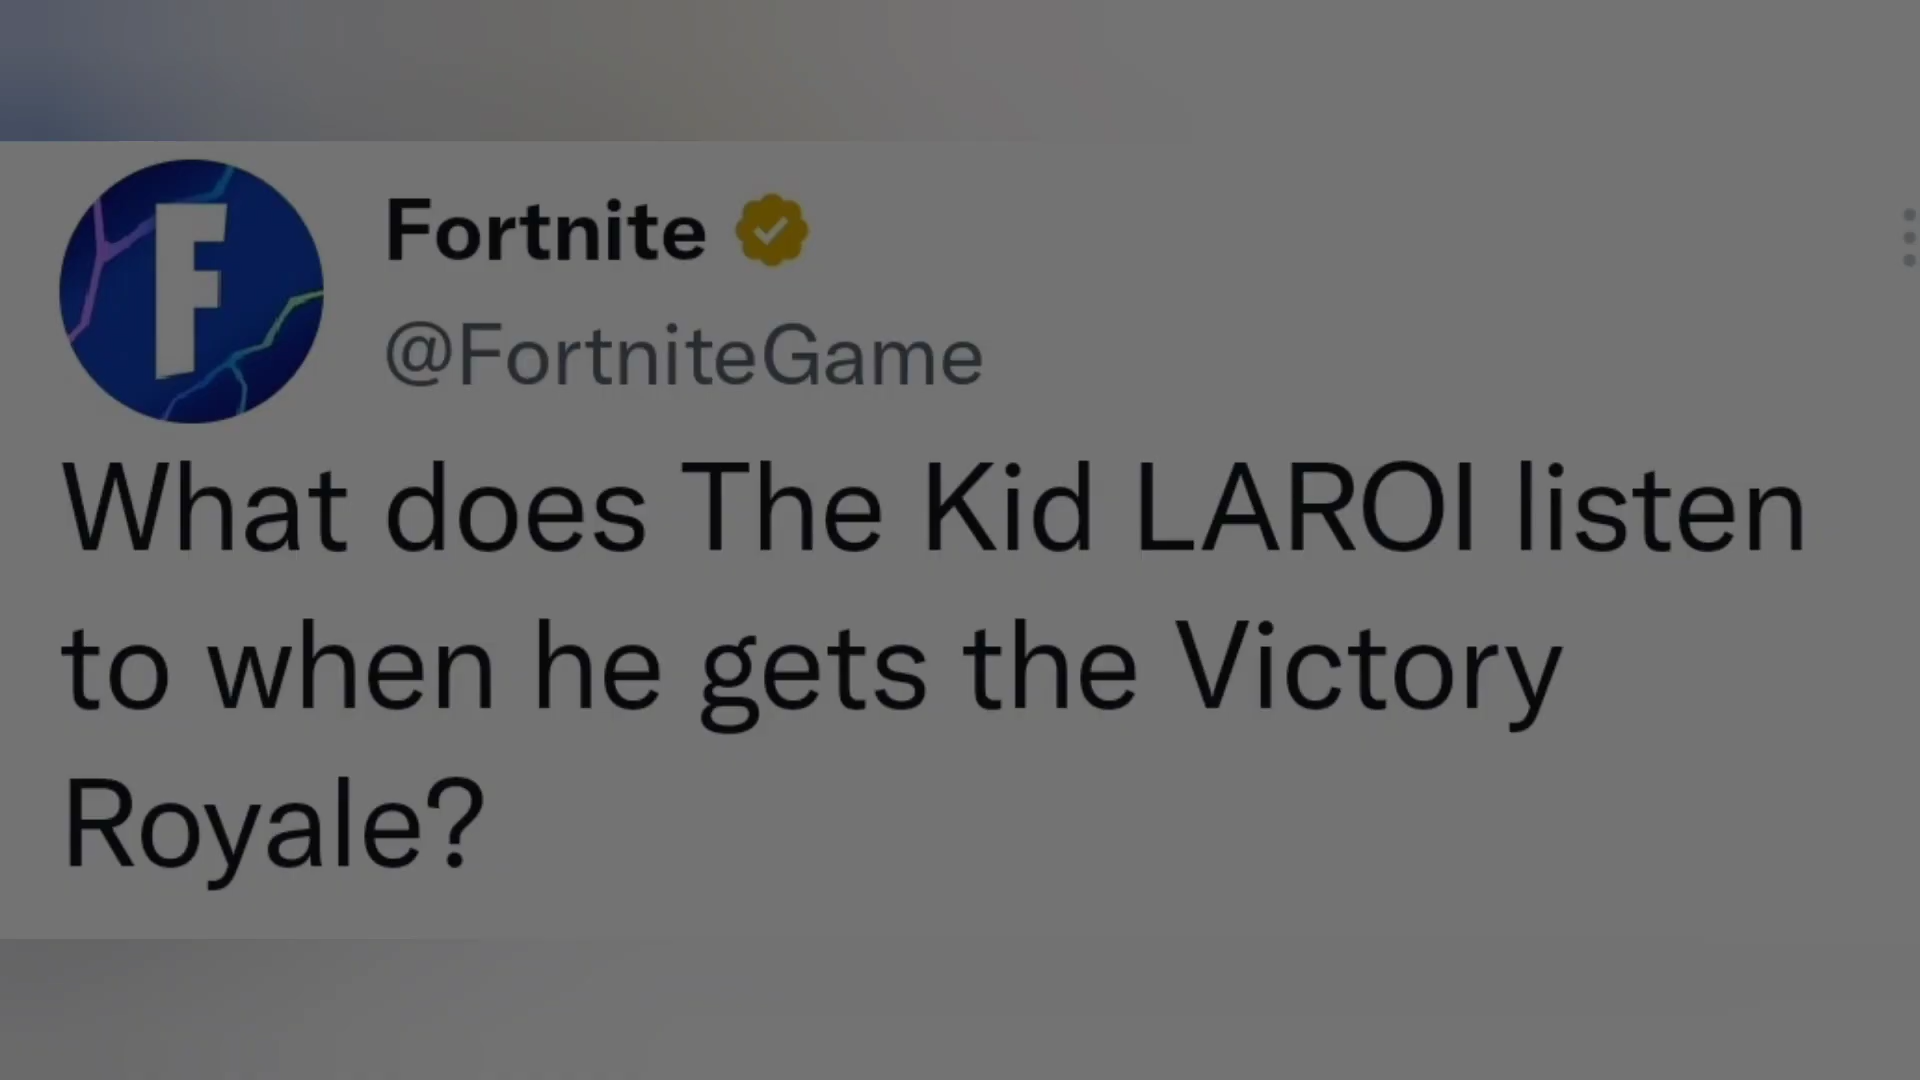 F
Fortnite
@FortniteGame
What does The Kid LAROI listen
to when he gets the Victory
Royale?